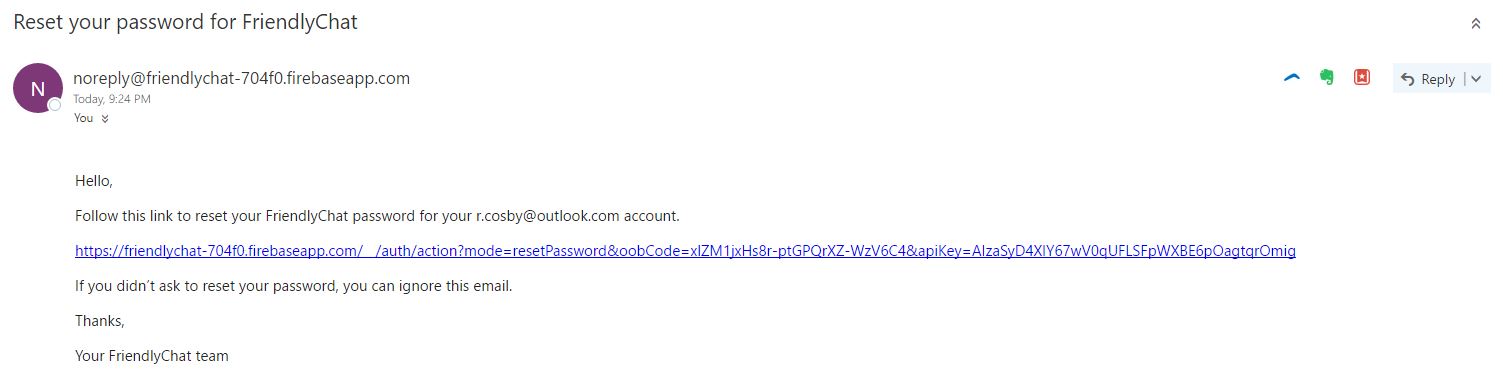 Reset your password for FriendlyChat
N
noreply@friendlychat-704f0.firebaseapp.com
Today, 9:24 PM
You
Reply
Hello,
Follow this link to reset your FriendlyChat password for your r.cosby@outlook.com account.
https://friendlychat-704f0.firebaseapp.com/__/auth/action?mode=resetPassword&oobCode=xlZM1jxHs8r-ptGPQrXZ-WzV6C4&apiKey=AIzaSyD4XlY67wV0qUFLSFpWXBE6pOagtqrOmig
If you didn’t ask to reset your password, you can ignore this email.
Thanks,
Your FriendlyChat team